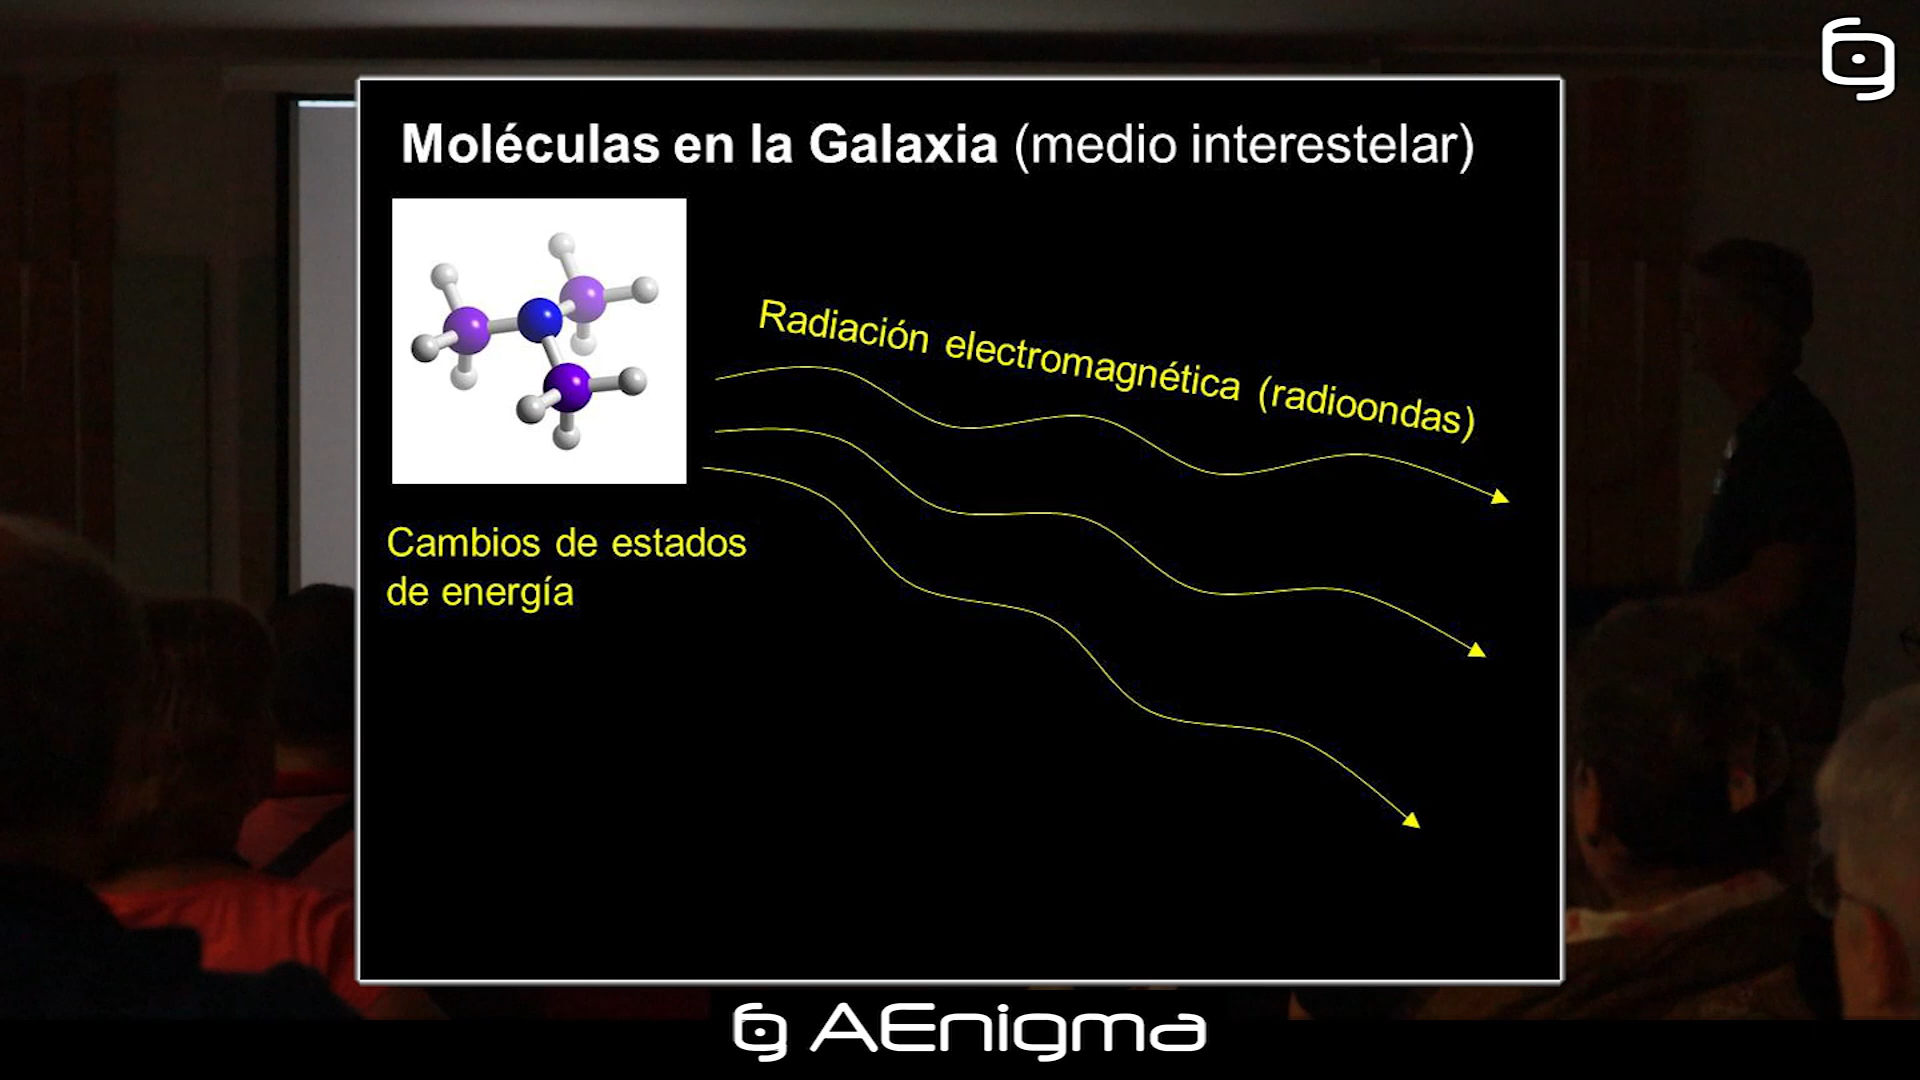 Moléculas en la Galaxia (medio interestelar)
Radiación electromagnética (radioondas)
Cambios de estados
de energía
AEnigma